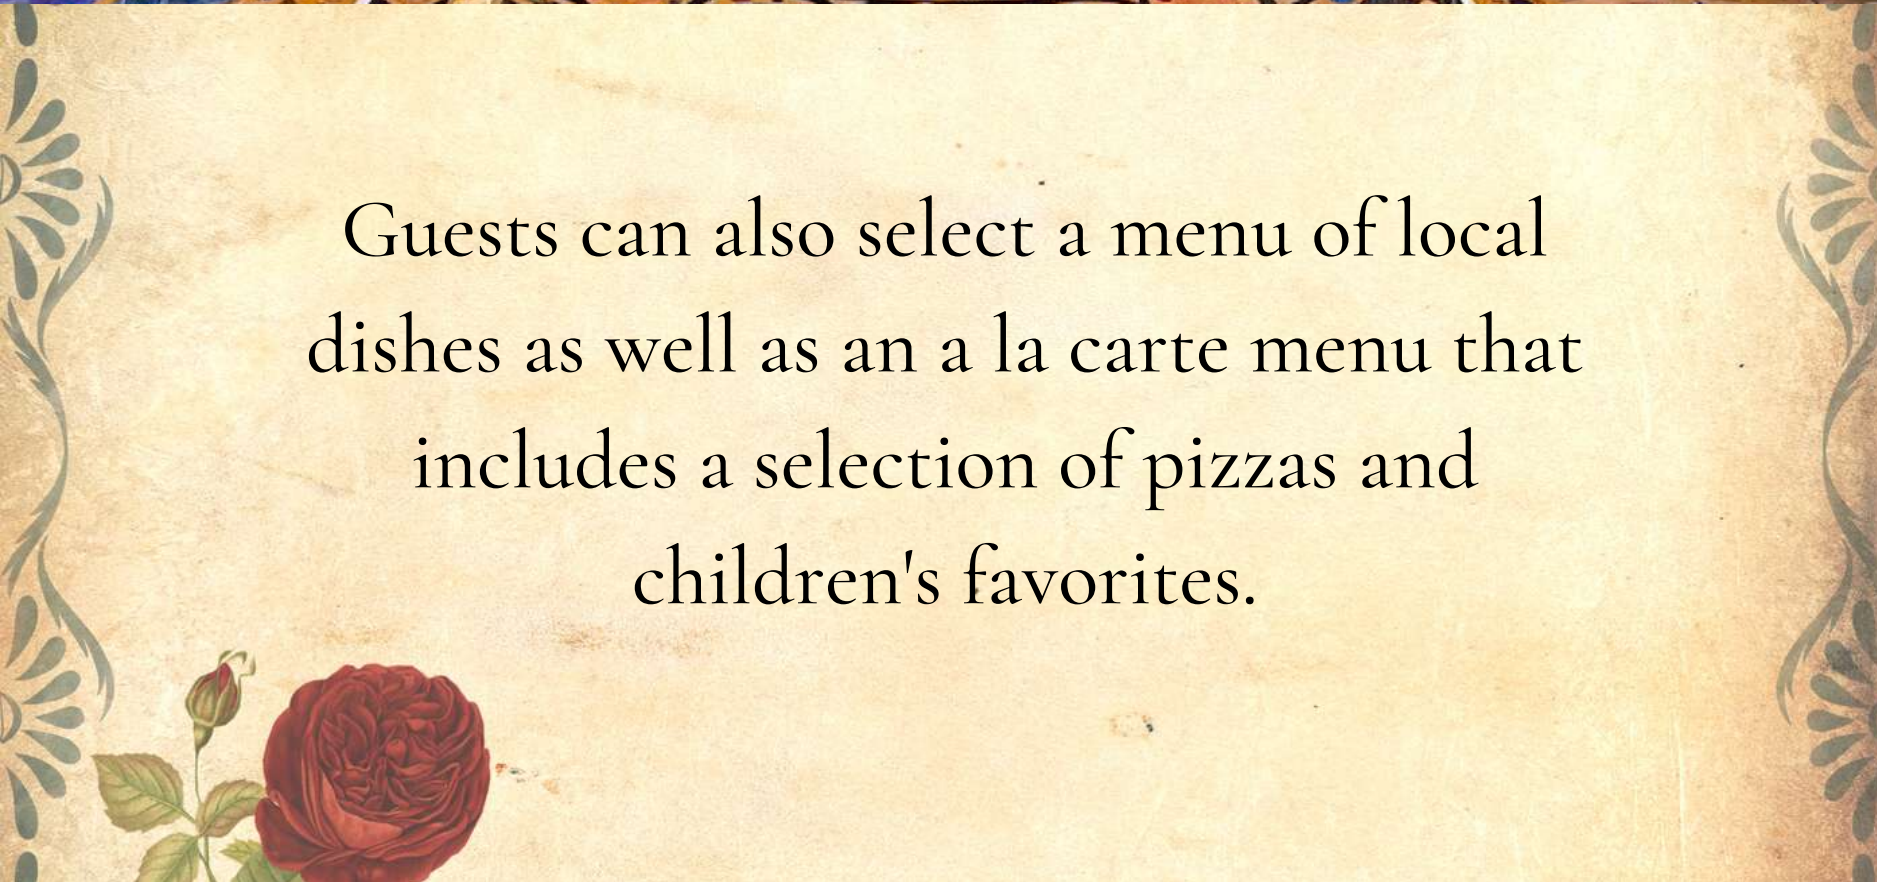 Guests can also select a menu of local
dishes as well as an a la carte menu that
includes a selection of pizzas and
children's favorites.